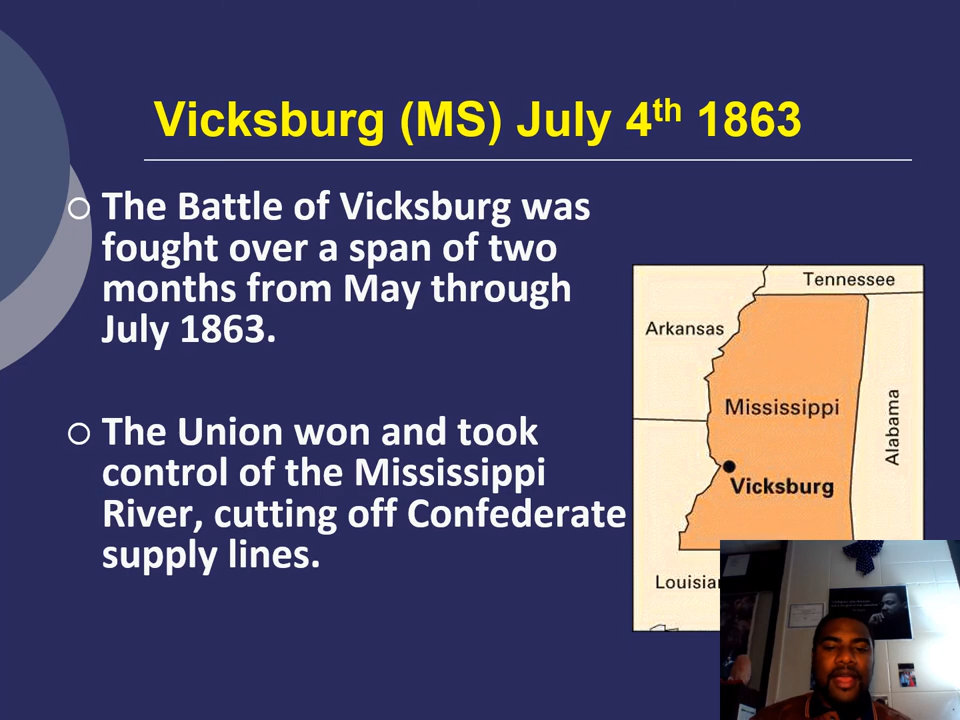 Vicksburg (MS) July 4th 1863
The Battle of Vicksburg was
fought over a span of two
months from May through
July 1863.
The Union won and took
control of the Mississippi
River, cutting off Confederate
supply lines.
Tennessee
Arkansas
Mississippi
Alabama
Vicksburg